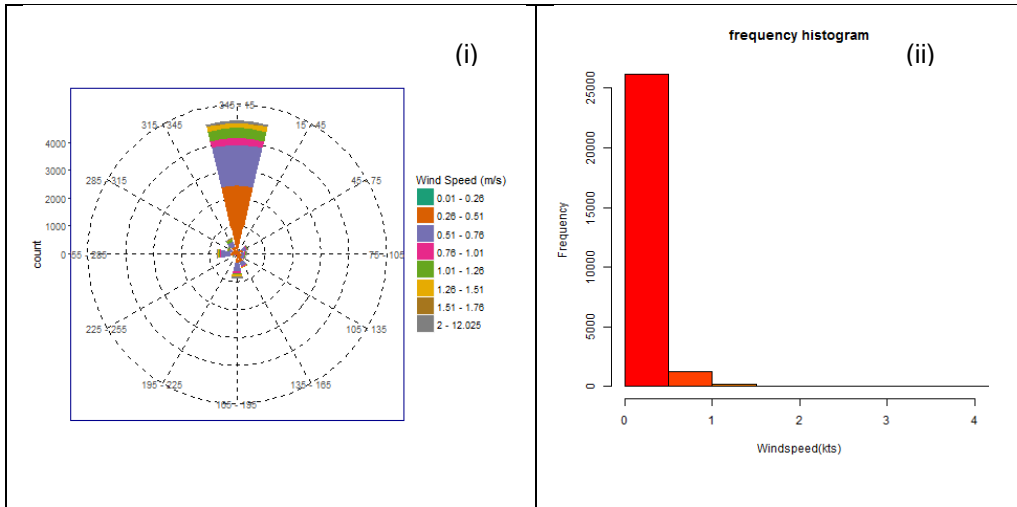 (i)
345 - 15
315 - 345
15 - 45
285 - 315
45 - 75
55 - 285
75 - 105
225 - 255
105 - 135
195 - 225
135 - 165
165 - 195
4000
3000
2000
1000
0
count
Wind Speed (m/s)
0.01 - 0.26
0.26 - 0.51
0.51 - 0.76
0.76 - 1.01
1.01 - 1.26
1.26 - 1.51
1.51 - 1.76
2 - 12.025
frequency histogram
(ii)
25000
20000
15000
10000
5000
0
Frequency
0 1 2 3 4
Windspeed(kts)